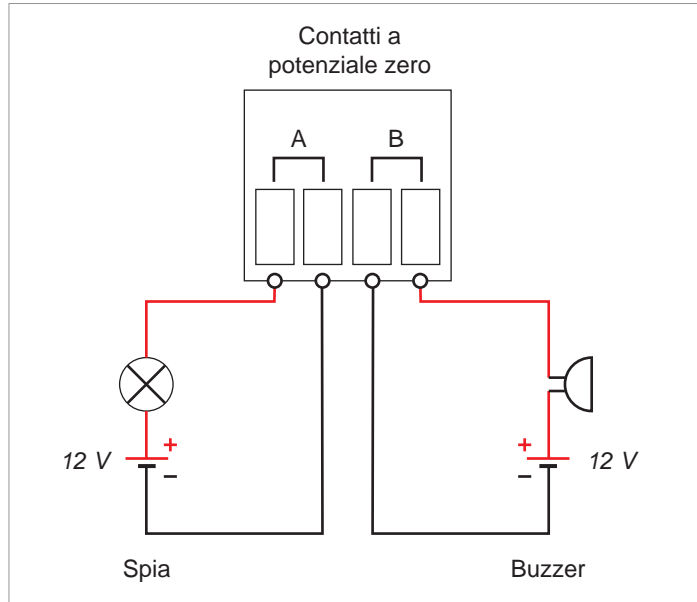 Contatti a
potenziale zero
A B
+ +
12 V 12 V
– –
Spia Buzzer